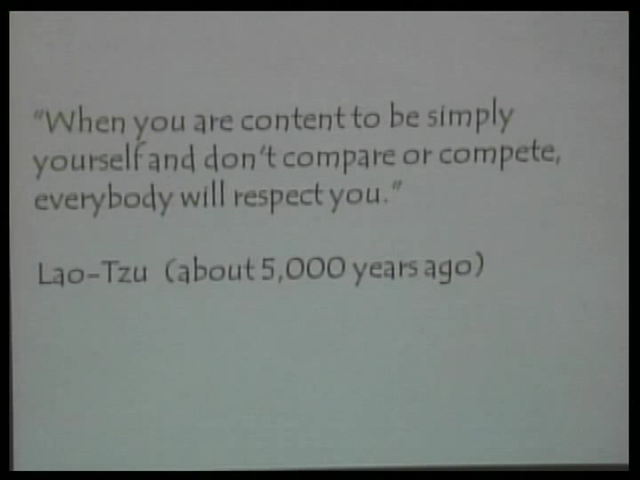 "When you are content to be simply
yourself and don't compare or compete,
everybody will respect you."
Lao-Tzu (about 5,000 years ago)